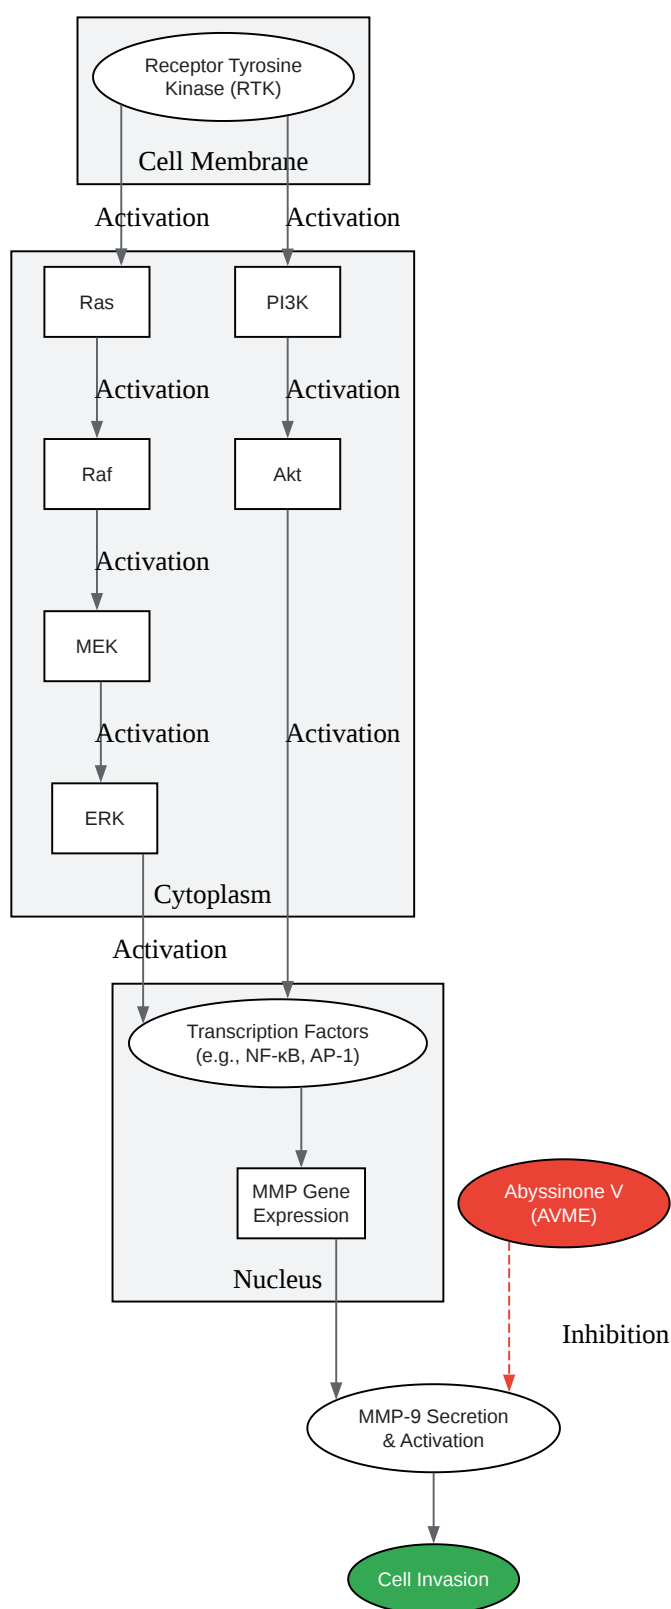 Receptor Tyrosine
Kinase (RTK)
Cell Membrane
Activation
Activation
Ras
PI3K
Activation
Activation
Raf
Akt
Activation
MEK
Activation
Activation
ERK
Cytoplasm
Activation
Transcription Factors
(e.g., NF-κB, AP-1)
MMP Gene
Expression
Abyssinone V
(AVME)
Nucleus
Inhibition
MMP-9 Secretion
& Activation
Cell Invasion